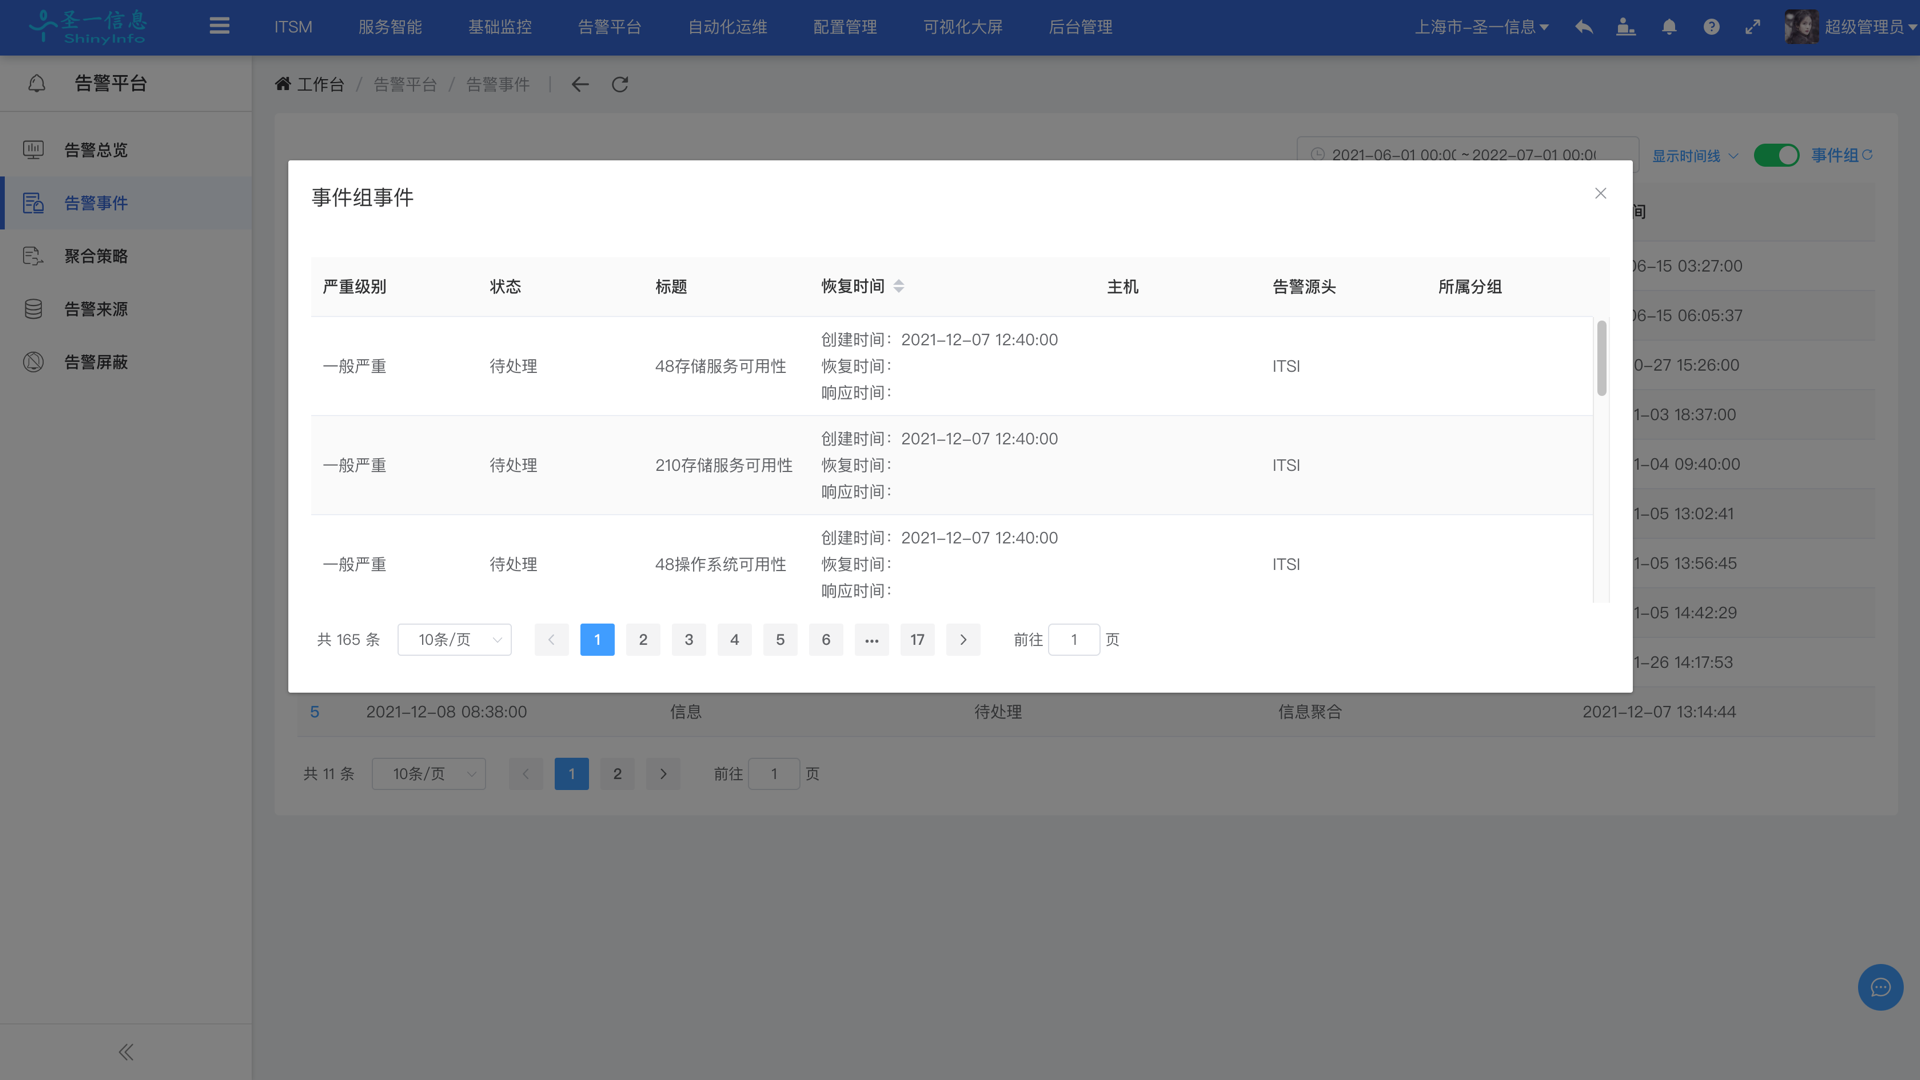 圣一信息
ShinyInfo
ITSM
服务智能
基础监控
告警平台
自动化运维
配置管理
可视化大屏
后台管理
上海市-圣一信息
超级管理员
告警平台
工作台 / 告警平台 / 告警事件
告警总览
告警事件
聚合策略
告警来源
告警屏蔽
2021-06-01 00:00 ~ 2022-07-01 00:00
显示时间线
事件组
事件组事件
间
严重级别 状态 标题 恢复时间 主机 告警源头 所属分组
06-15 03:27:00
06-15 06:05:37
创建时间：2021-12-07 12:40:00
一般严重 待处理 48存储服务可用性 恢复时间： ITSI
0-27 15:26:00
响应时间：
1-03 18:37:00
创建时间：2021-12-07 12:40:00
一般严重 待处理 210存储服务可用性 恢复时间： ITSI
1-04 09:40:00
响应时间：
1-05 13:02:41
创建时间：2021-12-07 12:40:00
一般严重 待处理 48操作系统可用性 恢复时间： ITSI
1-05 13:56:45
响应时间：
1-05 14:42:29
共 165 条 10条/页 1 2 3 4 5 6 ... 17 前往 1 页
1-26 14:17:53
5 2021-12-08 08:38:00 信息 待处理 信息聚合 2021-12-07 13:14:44
共 11 条 10条/页 1 2 前往 1 页